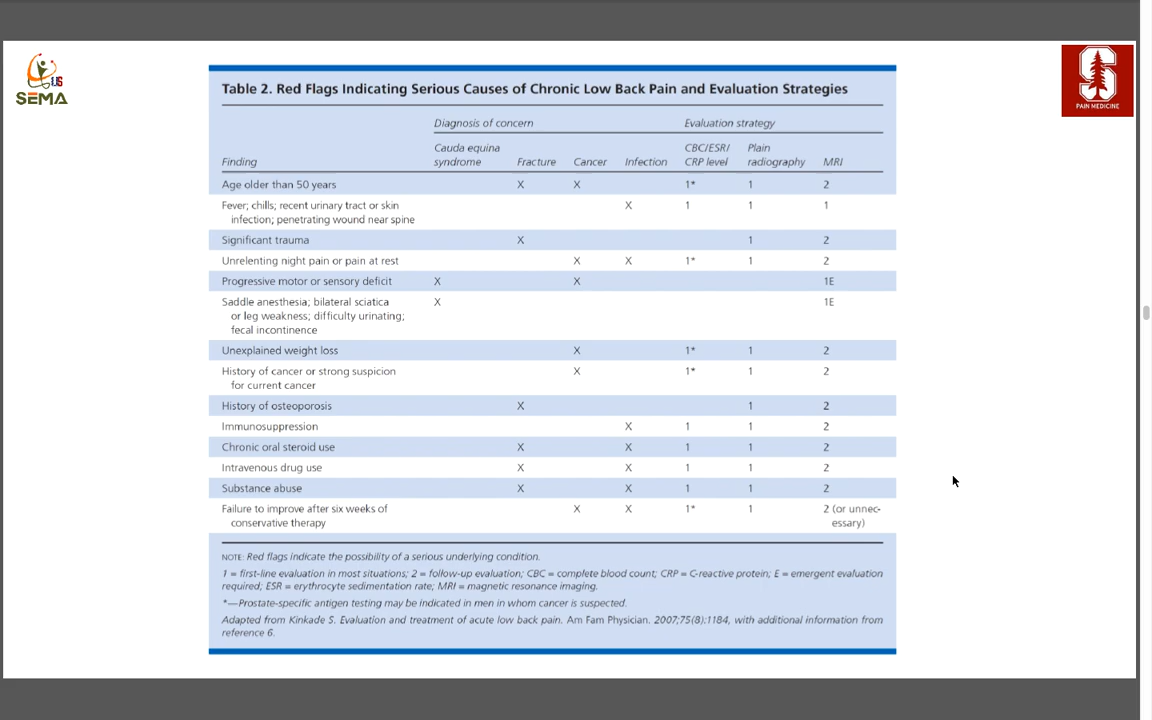 US
SEMA
S
PAIN MEDICINE
Table 2. Red Flags Indicating Serious Causes of Chronic Low Back Pain and Evaluation Strategies
Diagnosis of concern Evaluation strategy
Finding Cauda equina syndrome Fracture Cancer Infection CBC/ESR/CRP level Plain radiography MRI
Age older than 50 years X X 1* 1 2
Fever; chills; recent urinary tract or skin
infection; penetrating wound near spine X 1 1 1
Significant trauma X 1 2
Unrelenting night pain or pain at rest X X 1* 1 2
Progressive motor or sensory deficit X X 1E
Saddle anesthesia; bilateral sciatica X 1E
or leg weakness; difficulty urinating;
fecal incontinence
Unexplained weight loss X 1* 1 2
History of cancer or strong suspicion X 1* 1 2
for current cancer
History of osteoporosis X 1 2
Immunosuppression X 1 1 2
Chronic oral steroid use X X 1 1 2
Intravenous drug use X X 1 1 2
Substance abuse X X 1 1 2
Failure to improve after six weeks of X X 1* 1 2 (or unnec-
conservative therapy essary)
NOTE: Red flags indicate the possibility of a serious underlying condition.
1 = first-line evaluation in most situations; 2 = follow-up evaluation; CBC = complete blood count; CRP = C-reactive protein; E = emergent evaluation
required; ESR = erythrocyte sedimentation rate; MRI = magnetic resonance imaging.
*—Prostate-specific antigen testing may be indicated in men in whom cancer is suspected.
Adapted from Kinkade S. Evaluation and treatment of acute low back pain. Am Fam Physician. 2007;75(8):1184, with additional information from
reference 6.